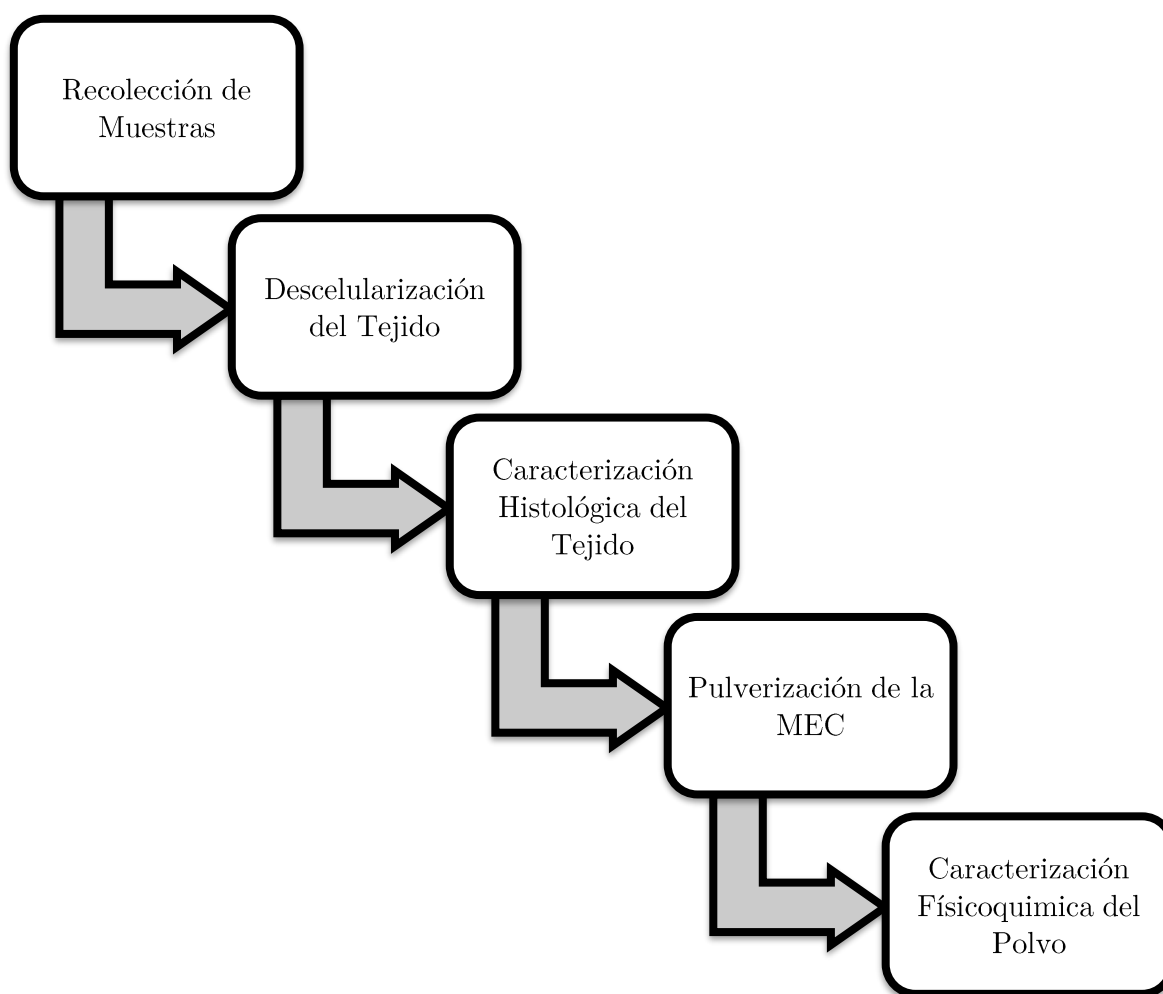 Recolección de
Muestras
Descelularización
del Tejido
Caracterización
Histológica del
Tejido
Pulverización de la
MEC
Caracterización
Físicoquimica del
Polvo